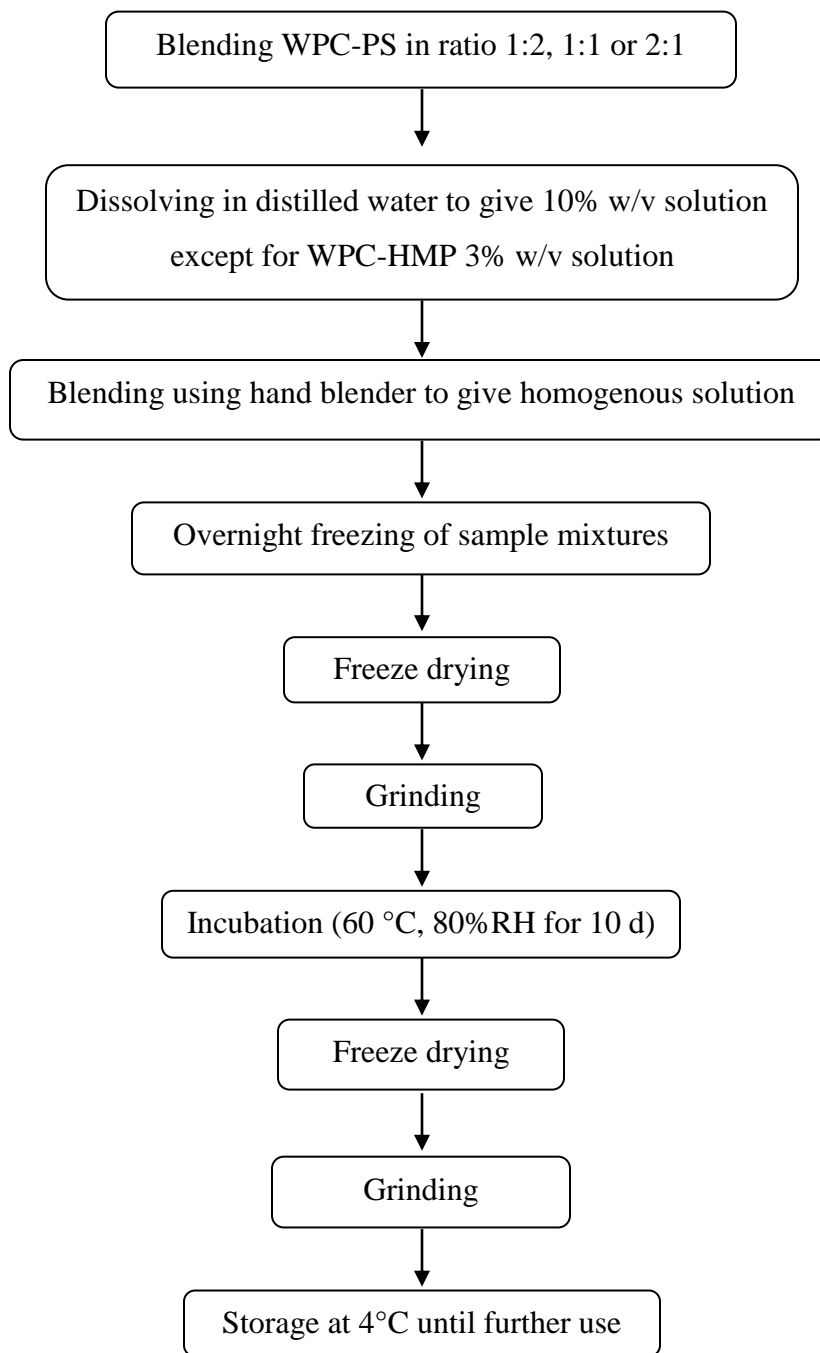 Blending WPC-PS in ratio 1:2, 1:1 or 2:1
Dissolving in distilled water to give 10% w/v solution
except for WPC-HMP 3% w/v solution
Blending using hand blender to give homogenous solution
Overnight freezing of sample mixtures
Freeze drying
Grinding
Incubation (60 °C, 80%RH for 10 d)
Freeze drying
Grinding
Storage at 4°C until further use